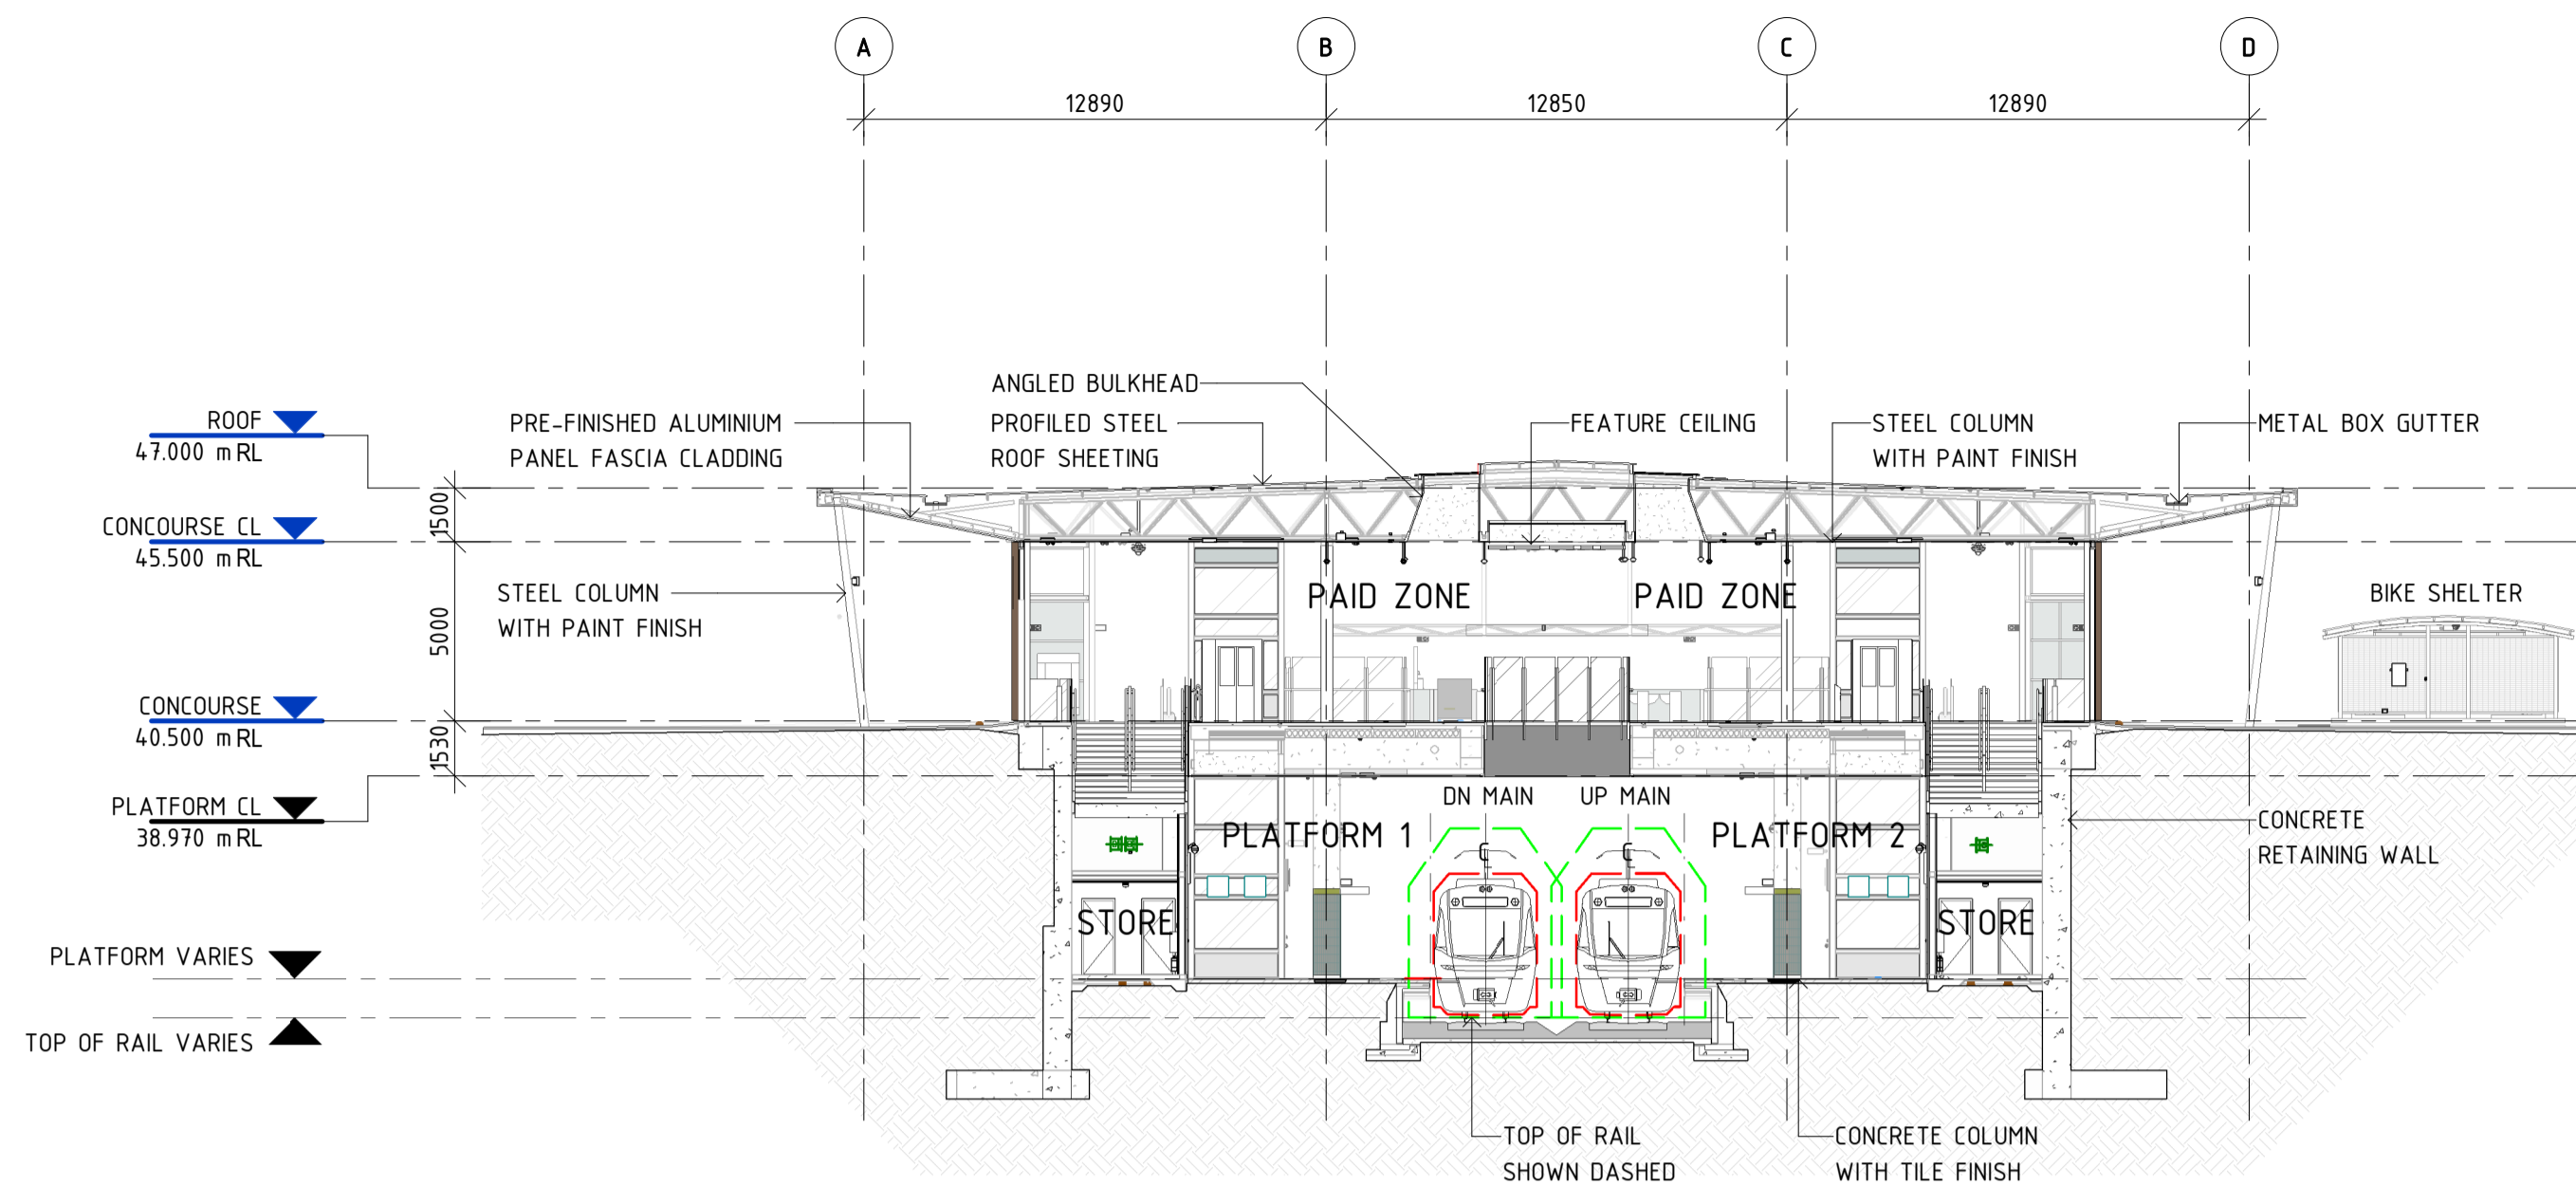 A
B
C
D
12890
12850
12890
ANGLED BULKHEAD
ROOF
47.000 m RL
PRE-FINISHED ALUMINIUM
PANEL FASCIA CLADDING
PROFILED STEEL
ROOF SHEETING
FEATURE CEILING
STEEL COLUMN
WITH PAINT FINISH
METAL BOX GUTTER
1500
CONCOURSE CL
45.500 m RL
STEEL COLUMN
WITH PAINT FINISH
PAID ZONE
PAID ZONE
BIKE SHELTER
5000
CONCOURSE
40.500 m RL
1530
PLATFORM CL
38.970 m RL
DN MAIN
UP MAIN
PLATFORM 1
PLATFORM 2
CONCRETE
RETAINING WALL
C
L
C
L
STORE
STORE
PLATFORM VARIES
TOP OF RAIL VARIES
TOP OF RAIL
SHOWN DASHED
CONCRETE COLUMN
WITH TILE FINISH